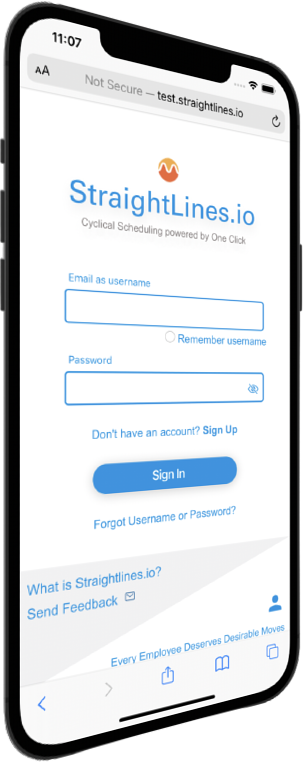 11:07
AA Not Secure — test.straightlines.io
StraightLines.io
Cyclical Scheduling powered by One Click
Email as username
Remember username
Password
Don't have an account? Sign Up
Sign In
Forgot Username or Password?
What is Straightlines.io?
Send Feedback
Every Employee Deserves Desirable Moves